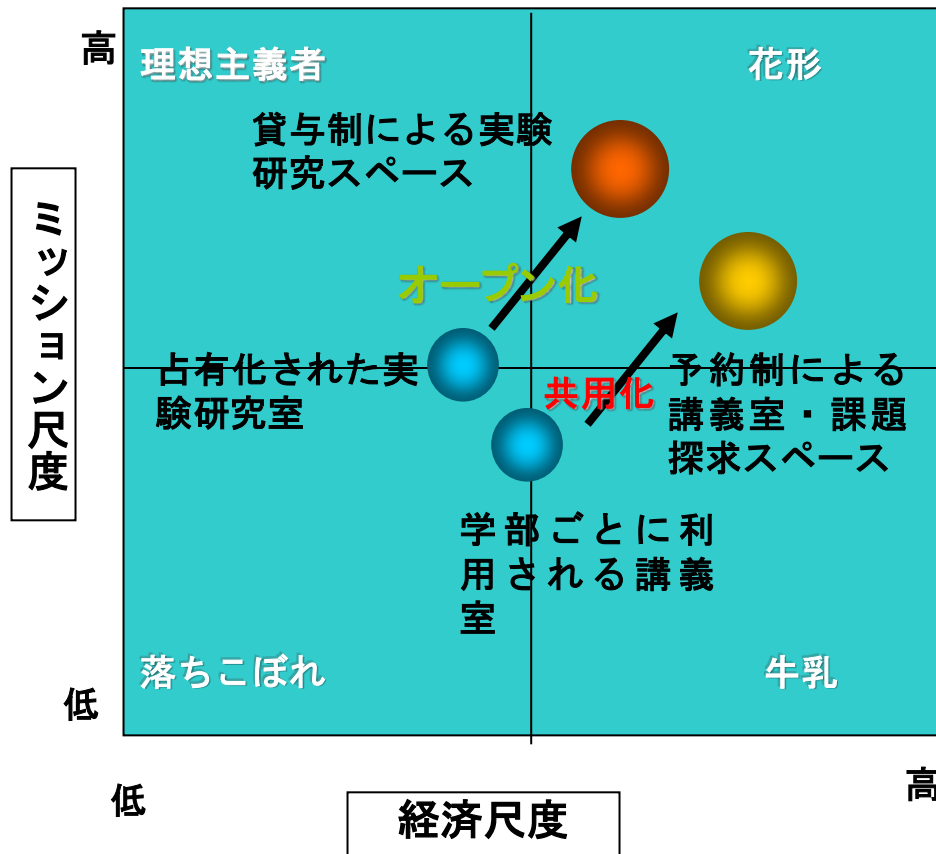 高
理想主義者
花形
貸与制による実験
研究スペース
ミッション尺度
オープン化
占有化された実
験研究室
共用化
予約制による
講義室・課題
探求スペース
学部ごとに利
用される講義
室
落ちこぼれ
牛乳
低
低
高
経済尺度